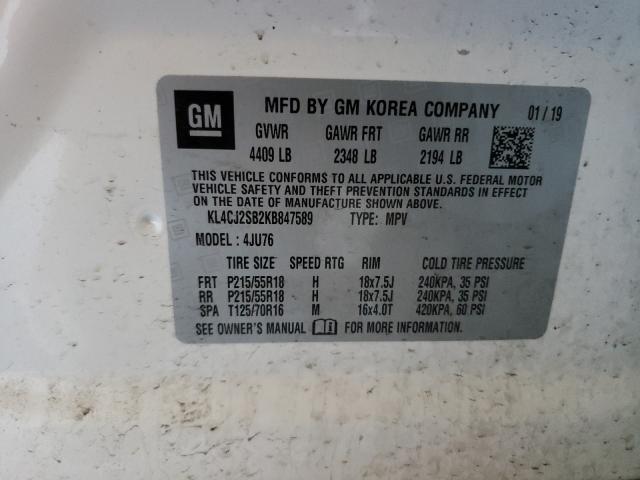 GM MFD BY GM KOREA COMPANY 01 / 19
GVWR GAWR FRT GAWR RR
4409 LB 2348 LB 2194 LB
THIS VEHICLE CONFORMS TO ALL APPLICABLE U.S. FEDERAL MOTOR
VEHICLE SAFETY AND THEFT PREVENTION STANDARDS IN EFFECT
ON THE DATE OF MANUFACTURE SHOWN ABOVE.
KL4CJ2SB2KB847589 TYPE: MPV
MODEL : 4JU76
TIRE SIZE SPEED RTG RIM COLD TIRE PRESSURE
FRT P215/55R18 H 18x7.5J 240KPA, 35 PSI
RR P215/55R18 H 18x7.5J 240KPA, 35 PSI
SPA T125/70R16 M 16x4.0T 420KPA, 60 PSI
SEE OWNER'S MANUAL FOR MORE INFORMATION.